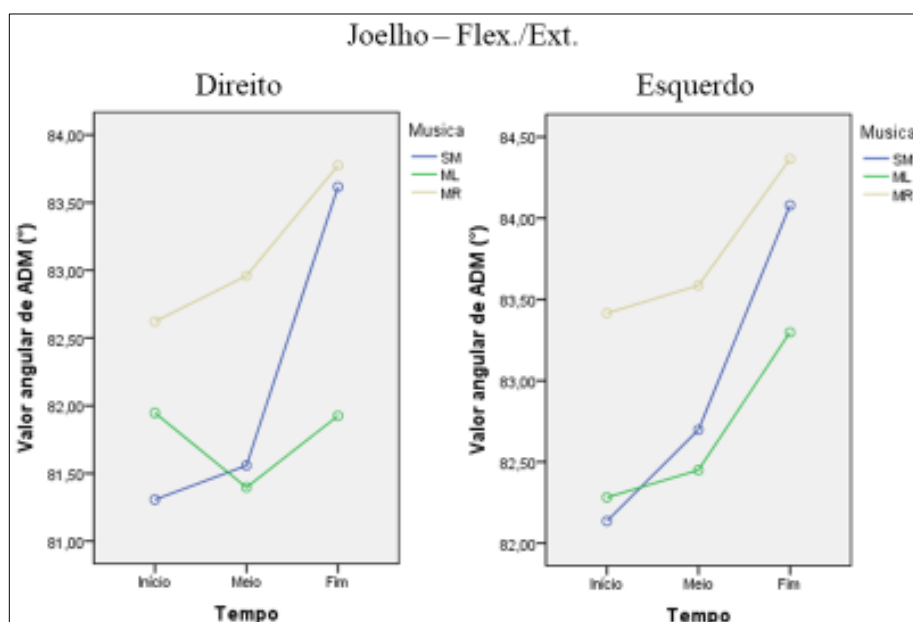 Joelho – Flex./Ext.
Direito
Valor angular de ADM (°)
84,00
83,50
83,00
82,50
82,00
81,50
81,00
Início
Meio
Fim
Tempo
Musica
SM
ML
MR
Esquerdo
Valor angular de ADM (°)
84,50
84,00
83,50
83,00
82,50
82,00
Início
Meio
Fim
Tempo
Musica
SM
ML
MR